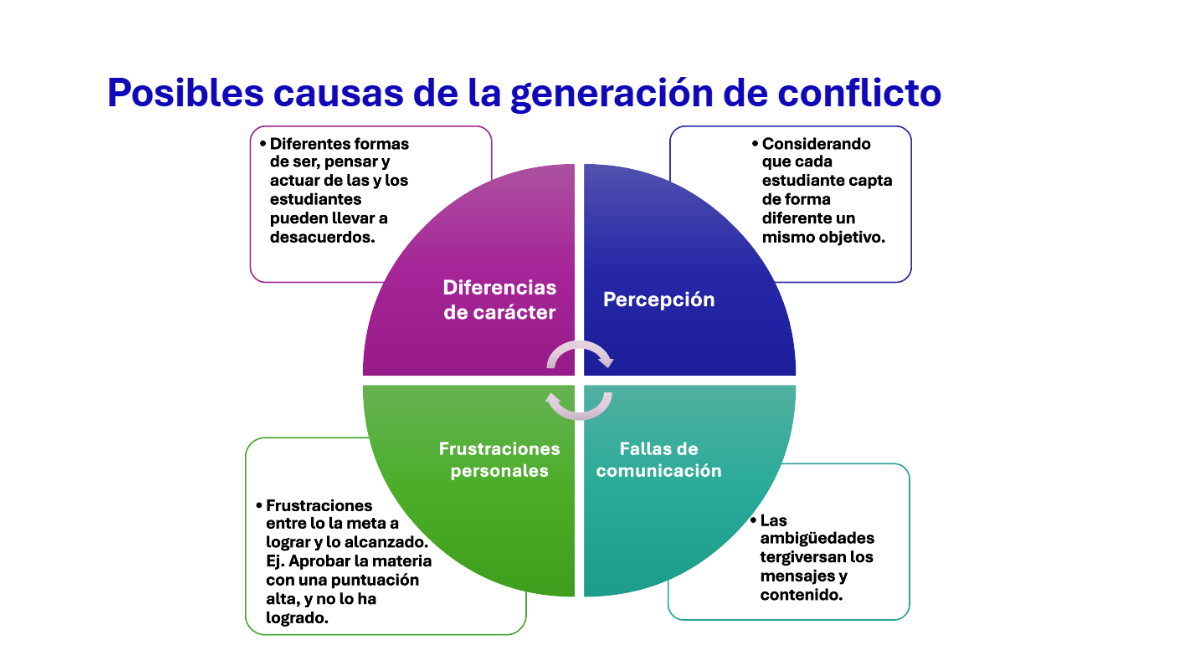 Posibles causas de la generación de conflicto
• Diferentes formas
de ser, pensar y
actuar de las y los
estudiantes
pueden llevar a
desacuerdos.
• Considerando
que cada
estudiante capta
de forma
diferente un
mismo objetivo.
Diferencias
de carácter
Percepción
Frustraciones
personales
Fallas de
comunicación
• Frustraciones
entre lo la meta a
lograr y lo alcanzado.
Ej. Aprobar la materia
con una puntuación
alta, y no lo ha
logrado.
• Las
ambigüedades
tergiversan los
mensajes y
contenido.